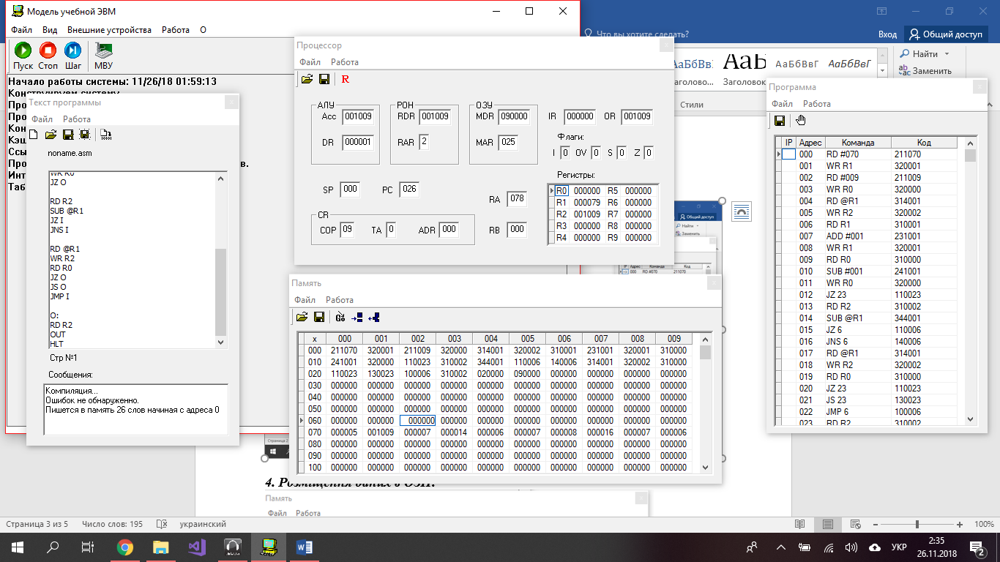 Модель учебной ЭВМ
Файл Вид Внешние устройства Работа О
Пуск Стоп Шаг МВУ
Начало работы системы: 11/26/18 01:59:13
Конструируем систему
Текст программы
Файл Работа
noname.asm
WR R0
JZ O
RD R2
SUB @R1
JZ I
JNS I
RD @R1
WR R2
RD R0
JZ O
JS O
JMP I
O:
RD R2
OUT
HLT
Стр №1
Сообщения:
Компиляция...
Ошибок не обнаруженно.
Пишется в память 26 слов начиная с адреса 0
Процессор
Файл Работа
R
АЛУ РОН ОЗУ
Acc 001009 RDR 001009 MDR 090000 IR 000000 OR 001009
DR 000001 RAR 2 MAR 025
Флаги:
I 0 OV 0 S 0 Z 0
Регистры:
SP 000 PC 026 RA 078
CR
COP 09 TA 0 ADR 000 RB 000
R0 000000 R5 000000
R1 000079 R6 000000
R2 001009 R7 000000
R3 000000 R8 000000
R4 000000 R9 000000
Память
Файл Работа
Go
x 000 001 002 003 004 005 006 007 008 009
000 211070 320001 211009 320000 314001 320002 310001 231001 320001 310000
010 241001 320000 110023 310002 344001 110006 140006 314001 320002 310000
020 110023 130023 100006 310002 020000 090000 000000 000000 000000 000000
030 000000 000000 000000 000000 000000 000000 000000 000000 000000 000000
040 000000 000000 000000 000000 000000 000000 000000 000000 000000 000000
050 000000 000000 000000 000000 000000 000000 000000 000000 000000 000000
060 000000 000000 000000 000000 000000 000000 000000 000000 000000 000000
070 000005 001009 000007 000014 000006 000007 000008 000016 000007 000006
080 000000 000000 000000 000000 000000 000000 000000 000000 000000 000000
090 000000 000000 000000 000000 000000 000000 000000 000000 000000 000000
100 000000 000000 000000 000000 000000 000000 000000 000000 000000 000000
Что вы хотите сделать?
Вход Общий доступ
АаБбВвГ АаБбВвГ
Заголовок
Стили
Найти
Заменить
Программа
Файл Работа
IP Адрес Команда Код
000 RD #070 211070
001 WR R1 320001
002 RD #009 211009
003 WR R0 320000
004 RD @R1 314001
005 WR R2 320002
006 RD R1 310001
007 ADD #001 231001
008 WR R1 320001
009 RD R0 310000
010 SUB #001 241001
011 WR R0 320000
012 JZ 23 110023
013 RD R2 310002
014 SUB @R1 344001
015 JZ 6 110006
016 JNS 6 140006
017 RD @R1 314001
018 WR R2 320002
019 RD R0 310000
020 JZ 23 110023
021 JS 23 130023
022 JMP 6 100006
023 RD R2 310002
4. Розміщення даних в ОЗП.
Память
Файл Работа
Страница 3 из 5 Число слов: 195 украинский 100%
УКР 2:35
26.11.2018
2